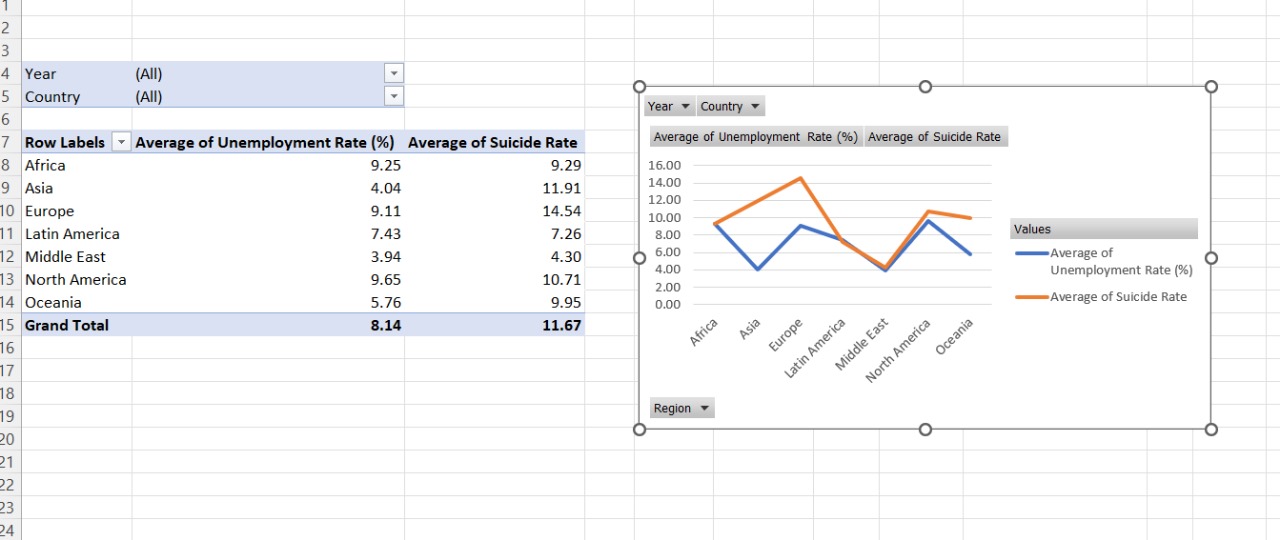 1
2
3
4 Year (All)
5 Country (All)
6
7 Row Labels Average of Unemployment Rate (%) Average of Suicide Rate
8 Africa 9.25 9.29
9 Asia 4.04 11.91
10 Europe 9.11 14.54
11 Latin America 7.43 7.26
12 Middle East 3.94 4.30
13 North America 9.65 10.71
14 Oceania 5.76 9.95
15 Grand Total 8.14 11.67
16
17
18
19
20
21
22
23
24
Year Country
Average of Unemployment Rate (%) Average of Suicide Rate
16.00
14.00
12.00
10.00
8.00
6.00
4.00
2.00
0.00
Africa
Asia
Europe
Latin America
Middle East
North America
Oceania
Values
Average of
Unemployment Rate (%)
Average of Suicide Rate
Region